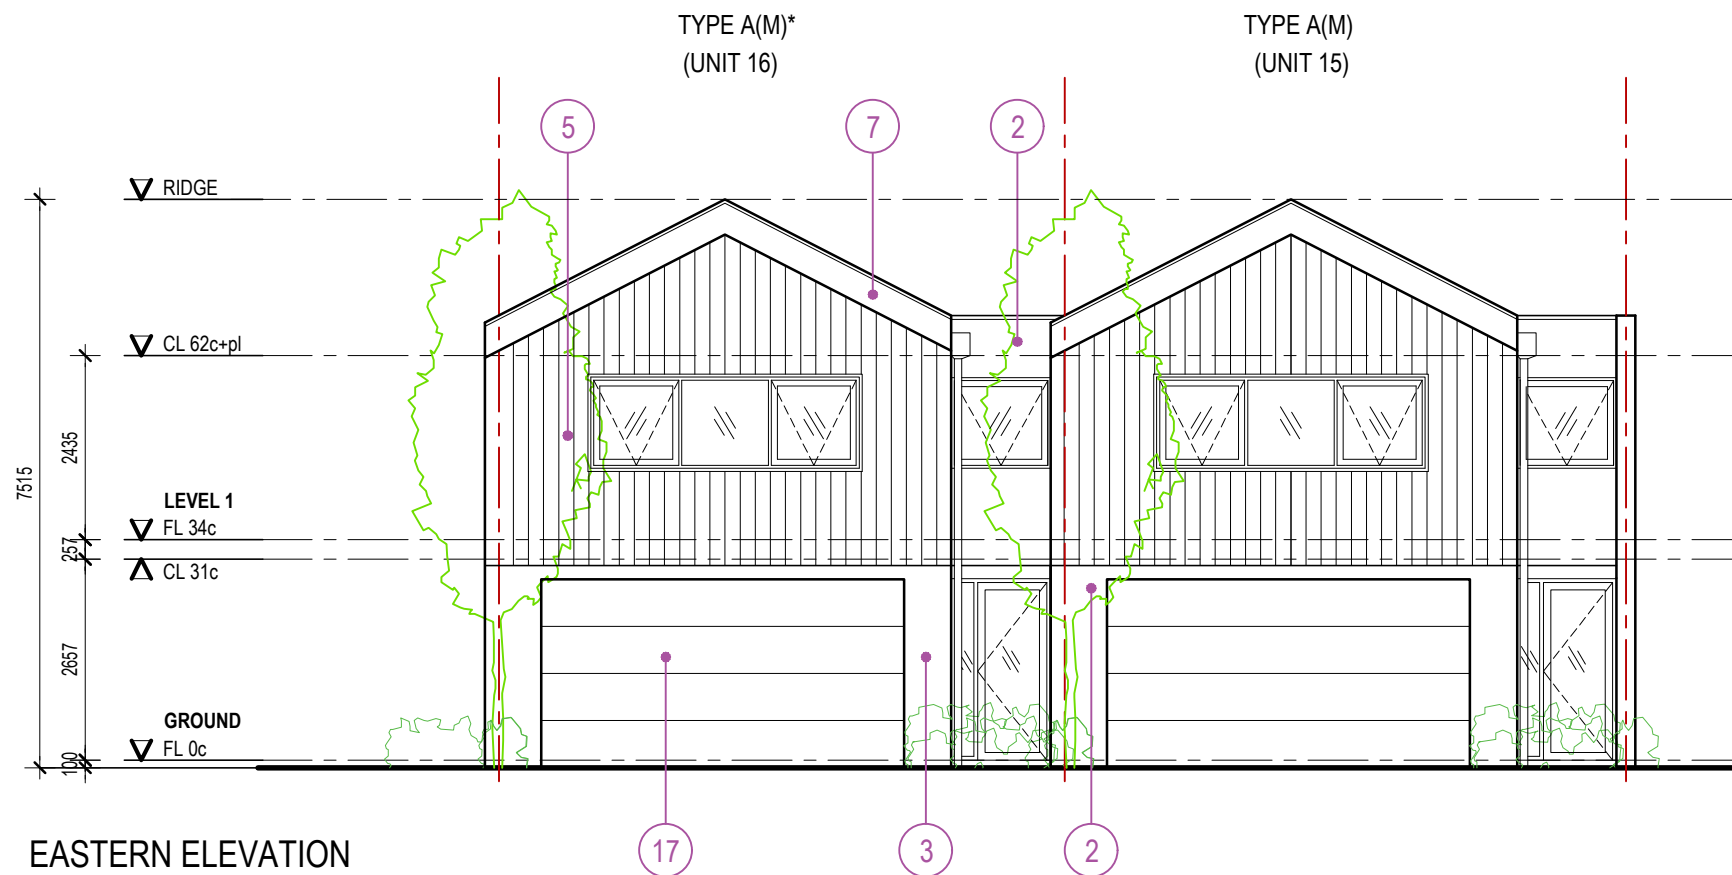 TYPE A(M)*
(UNIT 16)
TYPE A(M)
(UNIT 15)
5
7
2
RIDGE
CL 62c+pl
2435
7515
LEVEL 1
FL 34c
257
CL 31c
2657
GROUND
FL 0c
100
17
3
2
EASTERN ELEVATION